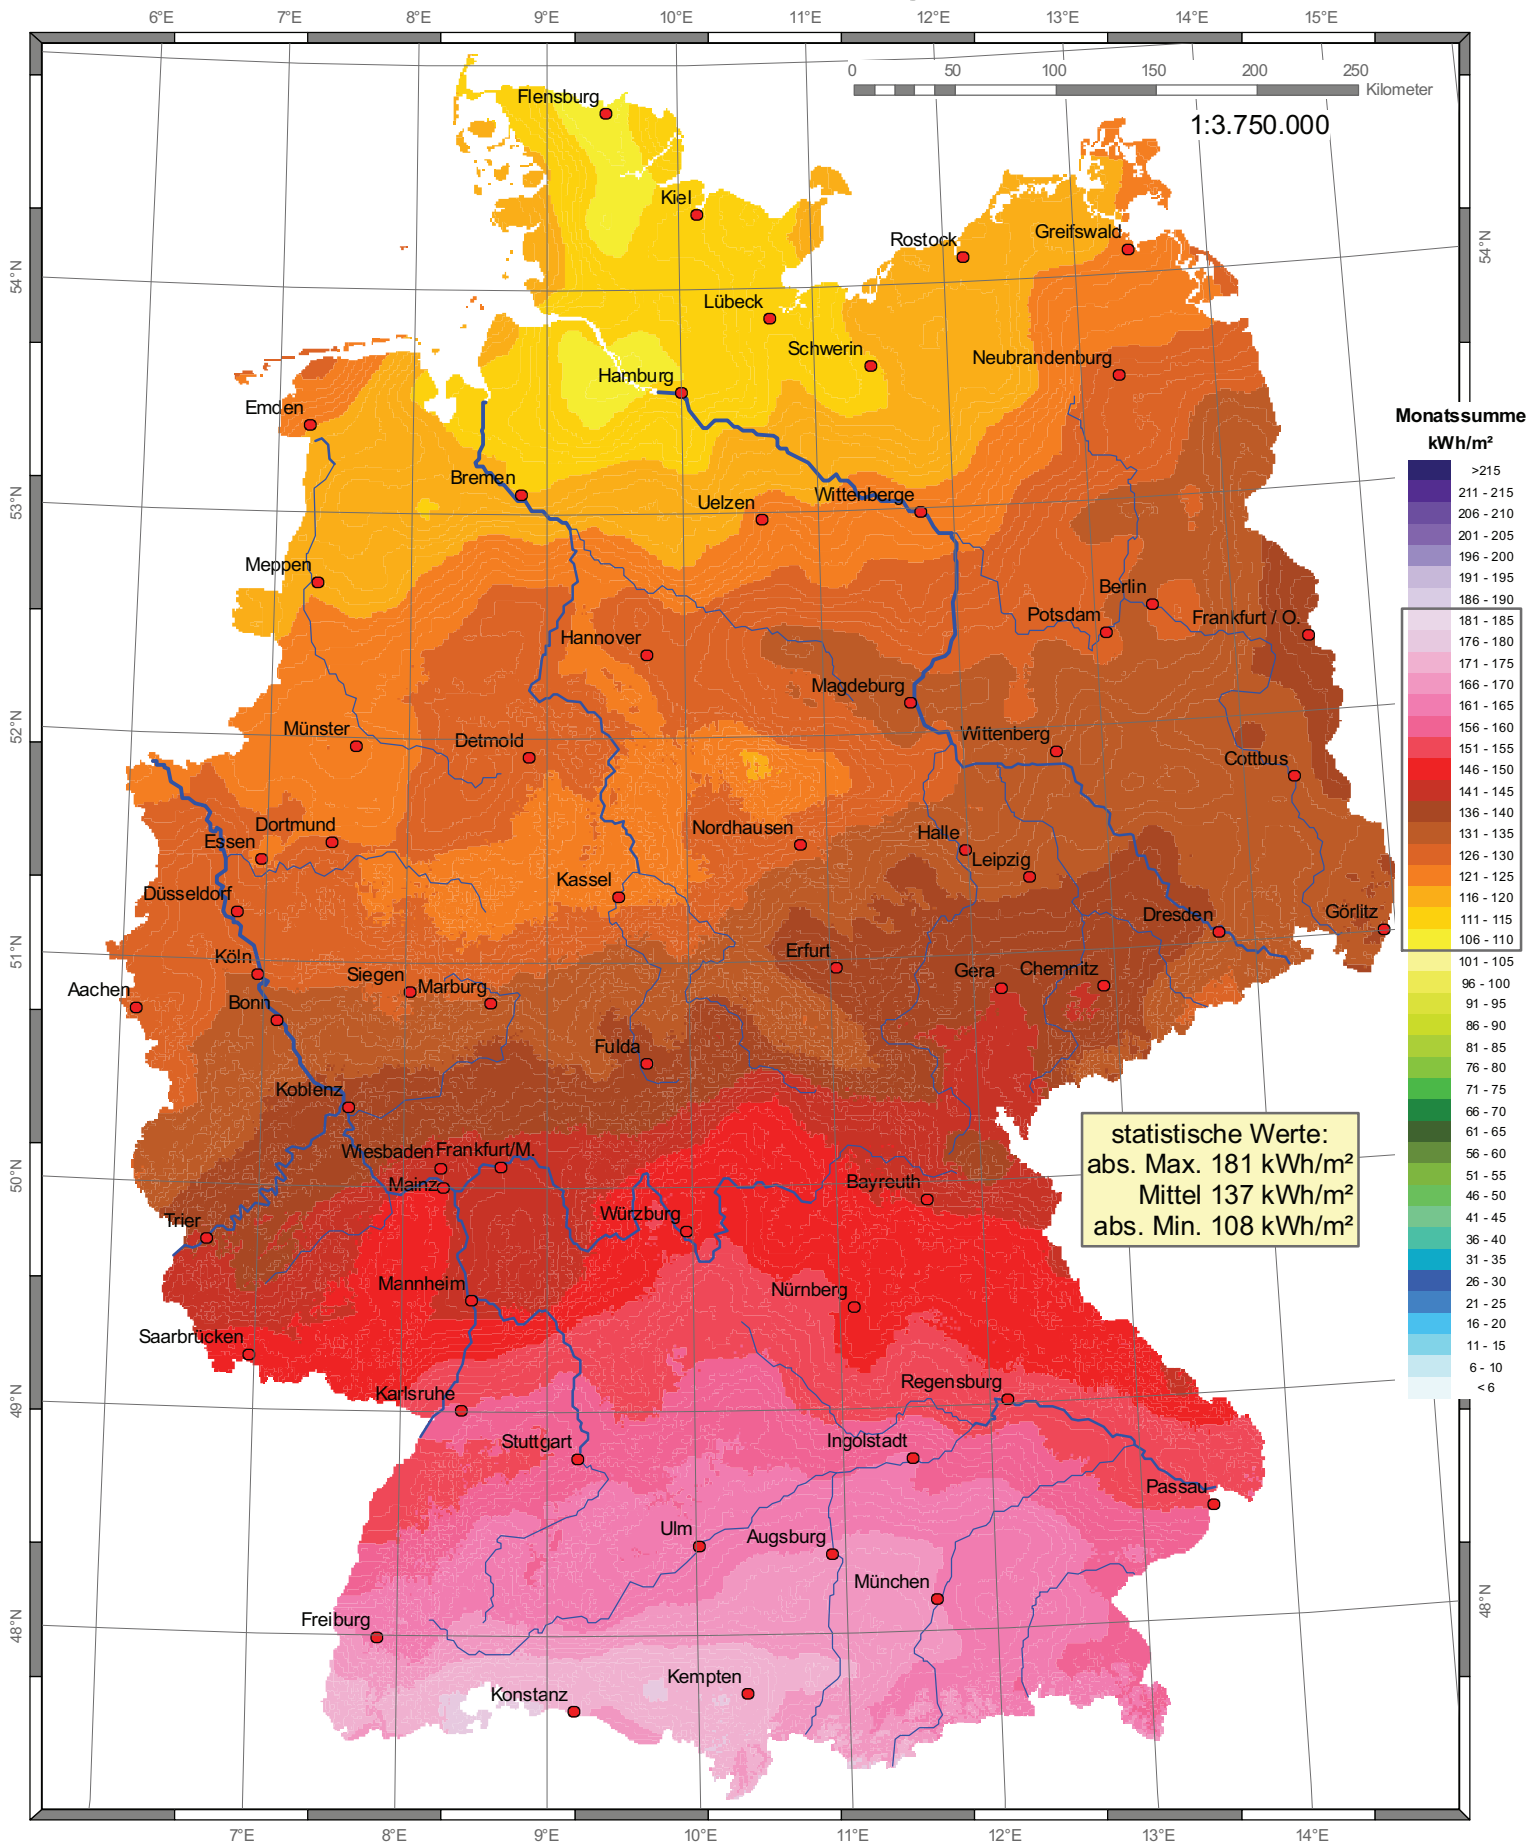 6°E 7°E 8°E 9°E 10°E 11°E 12°E 13°E 14°E 15°E
0 50 100 150 200 250
Kilometer
1:3.750.000
Flensburg
Kiel
Rostock
Greifswald
54°N 54°N
Lübeck
Schwerin
Neubrandenburg
Hamburg
Emden
Bremen
Uelzen
Wittenberge
53°N
Meppen
Berlin
Potsdam
Frankfurt / O.
Hannover
Magdeburg
52°N
Münster
Detmold
Wittenberg
Cottbus
Dortmund
Essen
Nordhausen
Halle
Leipzig
Düsseldorf
Kassel
Dresden
Görlitz
51°N
Köln
Erfurt
Siegen
Marburg
Gera
Chemnitz
Aachen
Bonn
Fulda
Koblenz
Wiesbaden
Frankfurt/M.
50°N
Mainz
Bayreuth
Trier
Würzburg
Mannheim
Nürnberg
Saarbrücken
Karlsruhe
Regensburg
49°N
Stuttgart
Ingolstadt
Passau
Ulm
Augsburg
München
48°N 48°N
Freiburg
Kempten
Konstanz
Monatssumme
kWh/m²
>215
211 - 215
206 - 210
201 - 205
196 - 200
191 - 195
186 - 190
181 - 185
176 - 180
171 - 175
166 - 170
161 - 165
156 - 160
151 - 155
146 - 150
141 - 145
136 - 140
131 - 135
126 - 130
121 - 125
116 - 120
111 - 115
106 - 110
101 - 105
96 - 100
91 - 95
86 - 90
81 - 85
76 - 80
71 - 75
66 - 70
61 - 65
56 - 60
51 - 55
46 - 50
41 - 45
36 - 40
31 - 35
26 - 30
21 - 25
16 - 20
11 - 15
6 - 10
< 6
statistische Werte:
abs. Max. 181 kWh/m²
Mittel 137 kWh/m²
abs. Min. 108 kWh/m²
7°E 8°E 9°E 10°E 11°E 12°E 13°E 14°E